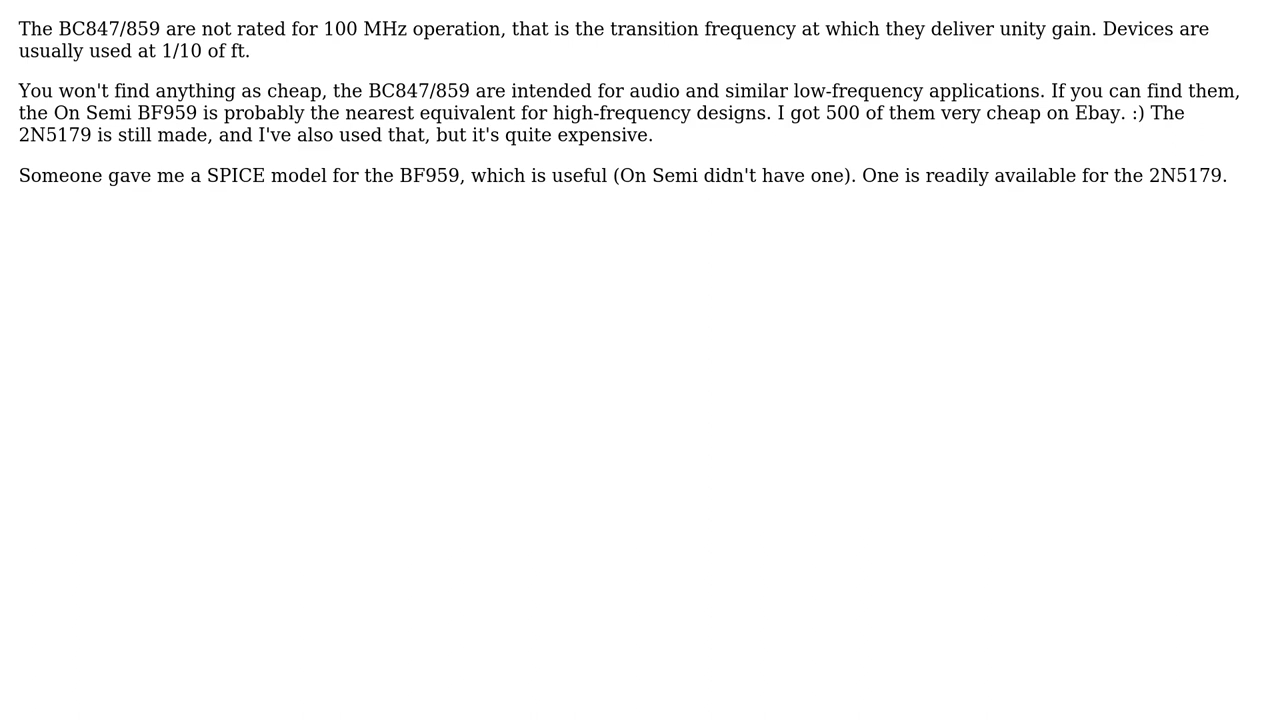 The BC847/859 are not rated for 100 MHz operation, that is the transition frequency at which they deliver unity gain. Devices are
usually used at 1/10 of ft.
You won't find anything as cheap, the BC847/859 are intended for audio and similar low-frequency applications. If you can find them,
the On Semi BF959 is probably the nearest equivalent for high-frequency designs. I got 500 of them very cheap on Ebay. :) The
2N5179 is still made, and I've also used that, but it's quite expensive.
Someone gave me a SPICE model for the BF959, which is useful (On Semi didn't have one). One is readily available for the 2N5179.